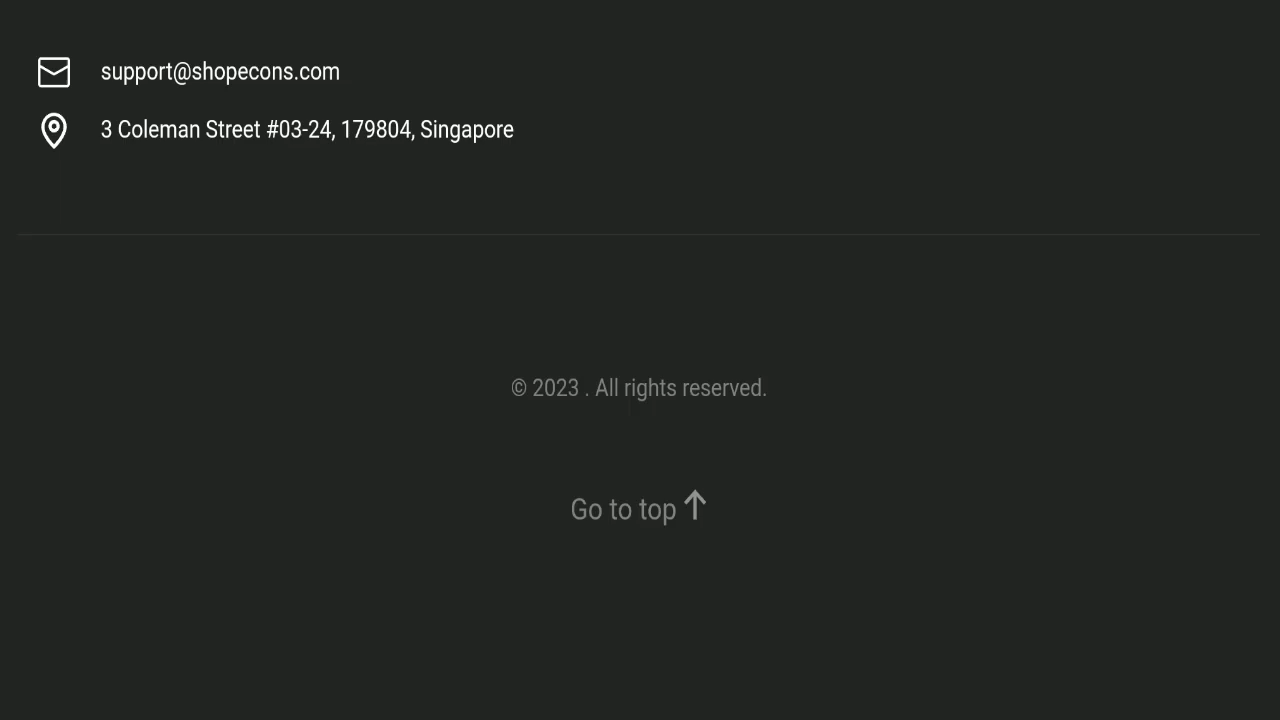 support@shopecons.com
3 Coleman Street #03-24, 179804, Singapore
© 2023 . All rights reserved.
Go to top